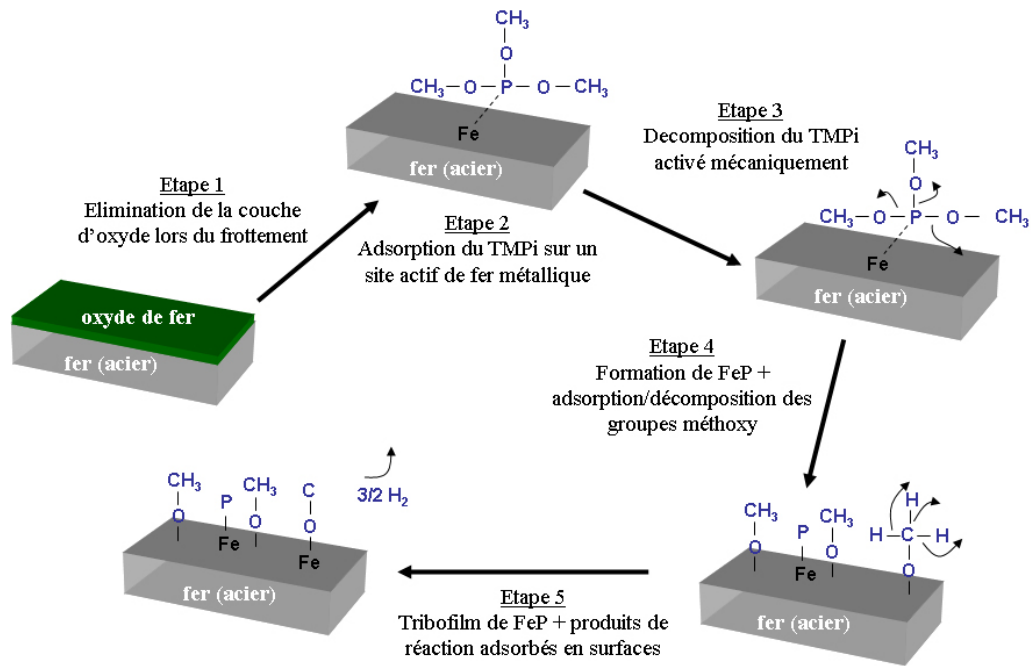 CH3
O
CH3 – O – P – O – CH3
Fe
fer (acier)
Etape 1
Elimination de la couche
d'oxyde lors du frottement
oxyde de fer
fer (acier)
Etape 2
Adsorption du TMPi sur un
site actif de fer métallique
Etape 3
Decomposition du TMPi
activé mécaniquement
CH3
O
CH3 – O – P – O – CH3
Fe
fer (acier)
Etape 4
Formation de FeP +
adsorption/décomposition des
groupes méthoxy
CH3
O
P
Fe
CH3
O
H
H – C – H
O
fer (acier)
Etape 5
Tribofilm de FeP + produits de
réaction adsorbés en surfaces
CH3
O
P
Fe
CH3
O
C
O
Fe
3/2 H2
fer (acier)